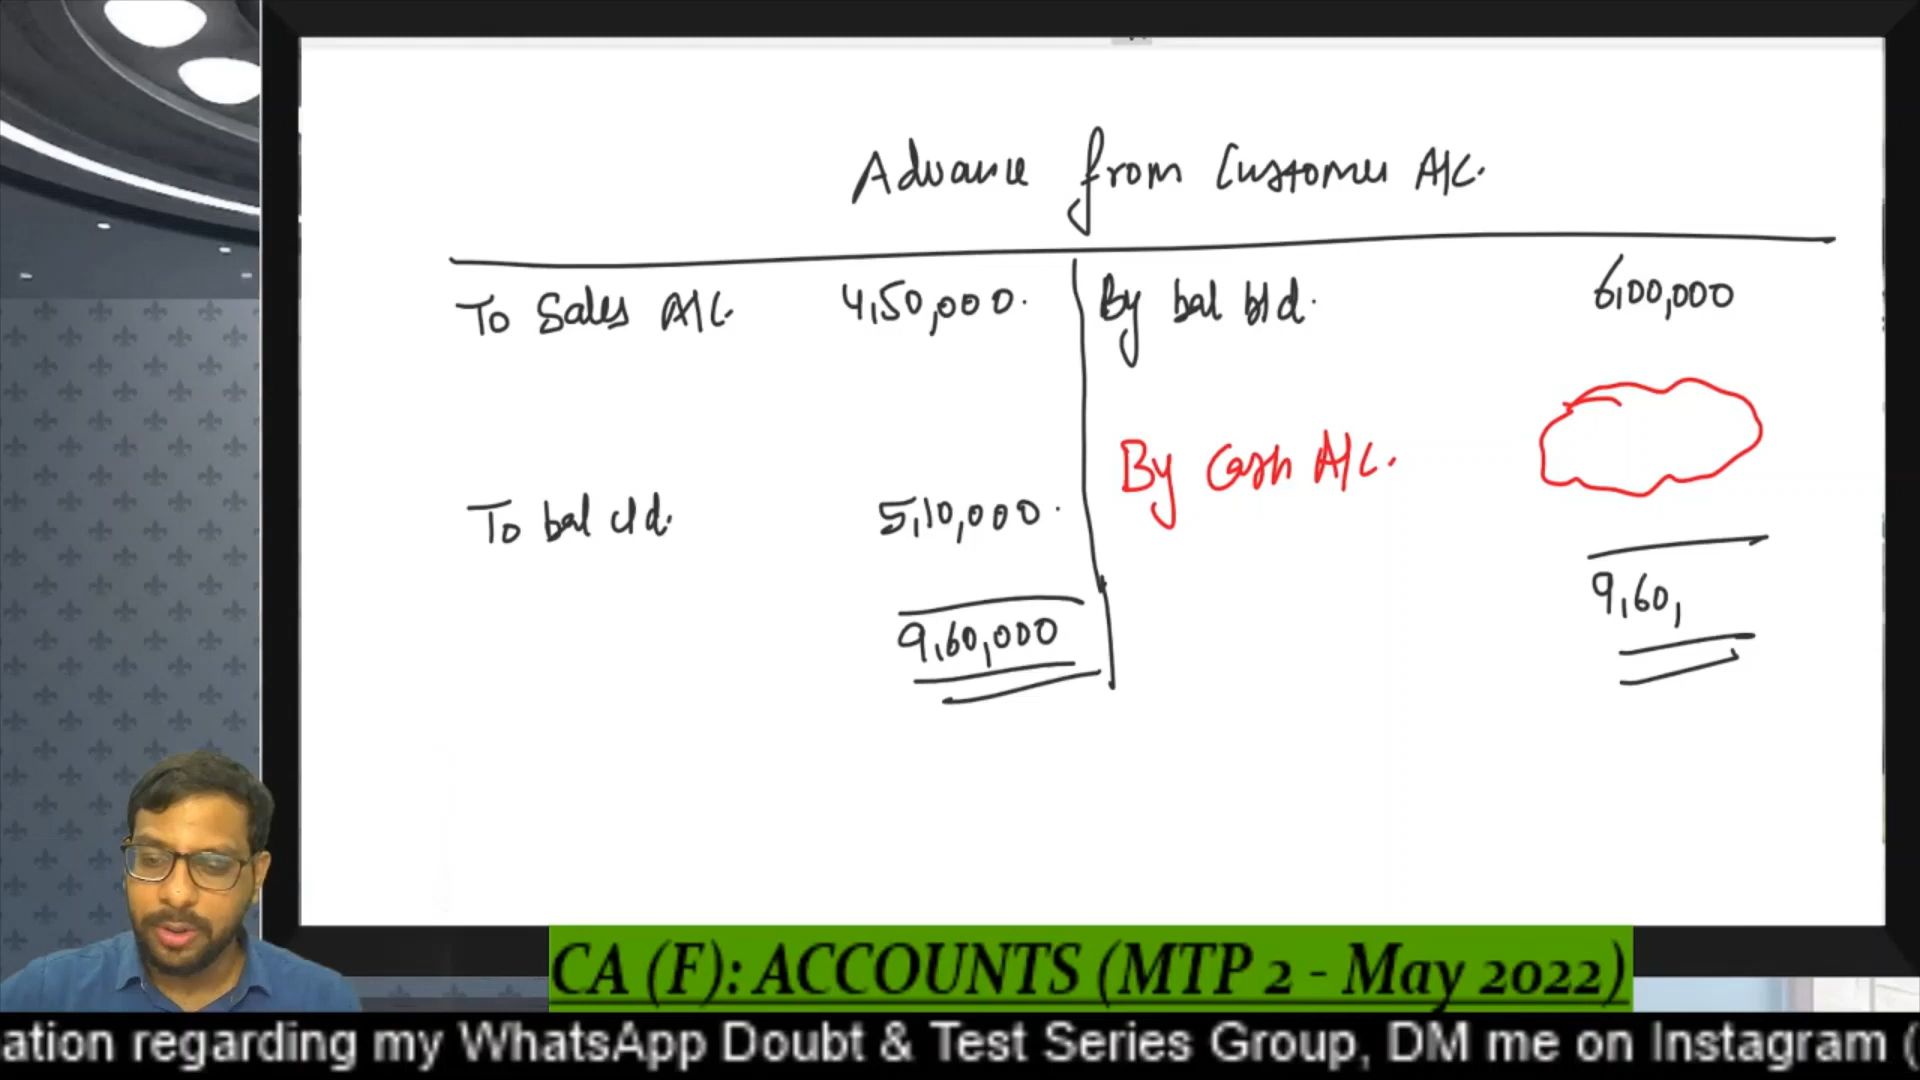 Advance from Customer A/C.
To Sales A/C. 4,50,000. By bal b/d. 6,00,000
By Cash A/C.
To bal c/d. 5,10,000.
9,60,000 9,60,
CA (F): ACCOUNTS (MTP 2 - May 2022)
ation regarding my WhatsApp Doubt & Test Series Group, DM me on Instagram (